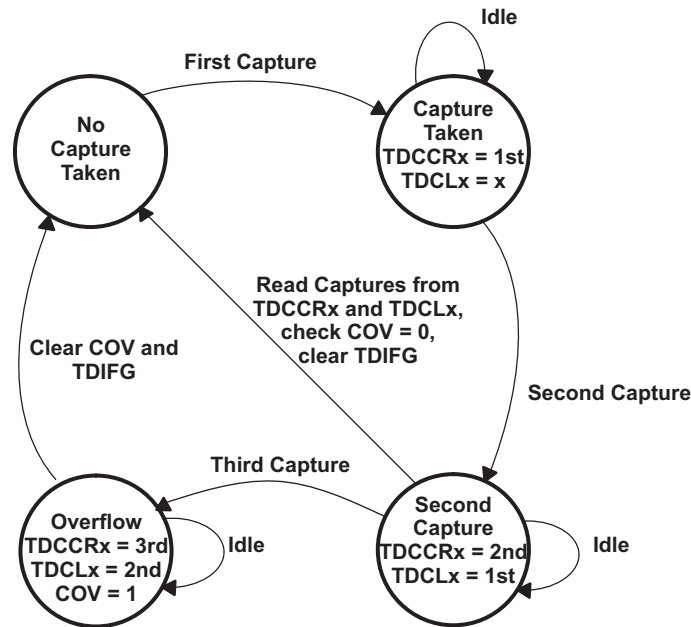 Idle
First Capture
No
Capture
Taken
Capture
Taken
TDCCRx = 1st
TDCLx = x
Read Captures from
TDCCRx and TDCLx,
check COV = 0,
clear TDIFG
Clear COV and
TDIFG
Second Capture
Third Capture
Overflow
TDCCRx = 3rd
TDCLx = 2nd
COV = 1
Idle
Second
Capture
TDCCRx = 2nd
TDCLx = 1st
Idle